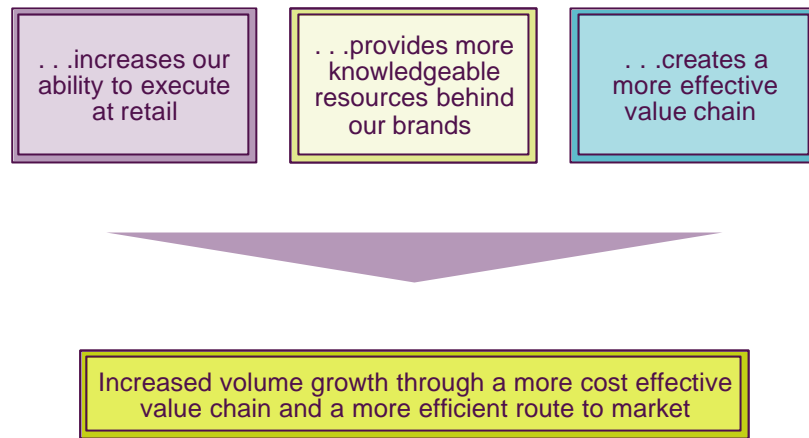 . . .increases our
ability to execute
at retail
. . .provides more
knowledgeable
resources behind
our brands
. . .creates a
more effective
value chain
Increased volume growth through a more cost effective
value chain and a more efficient route to market